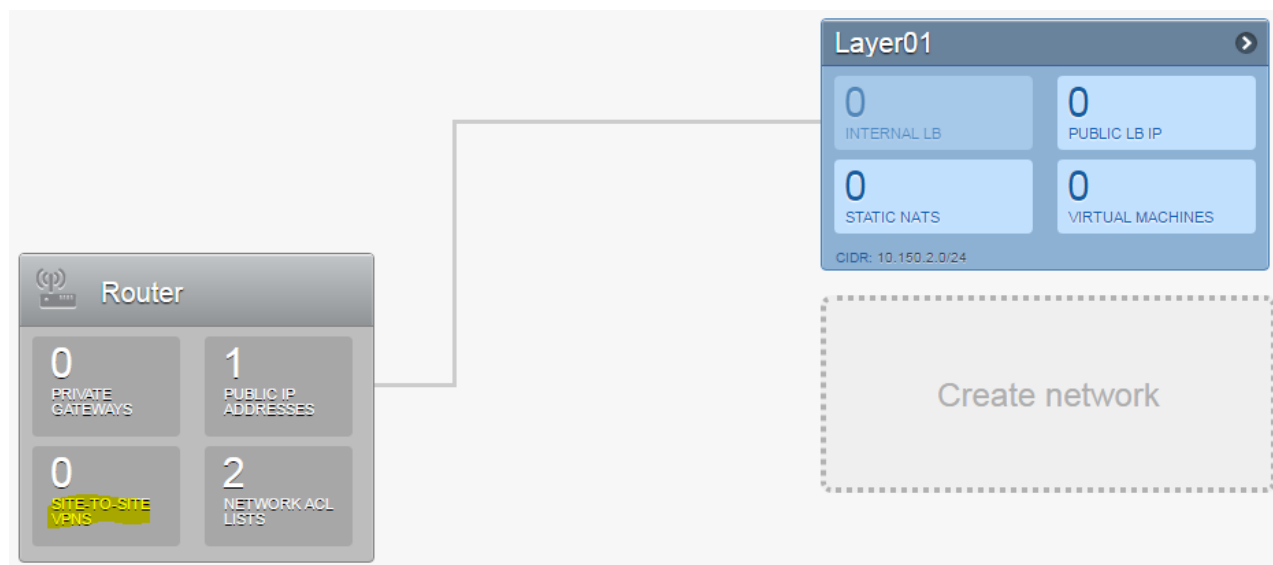 Layer01
0
INTERNAL LB
0
PUBLIC LB IP
0
STATIC NATS
0
VIRTUAL MACHINES
CIDR: 10.150.2.0/24
Router
0
PRIVATE
GATEWAYS
1
PUBLIC IP
ADDRESSES
0
SITE-TO-SITE
VPNS
2
NETWORK ACL
LISTS
Create network